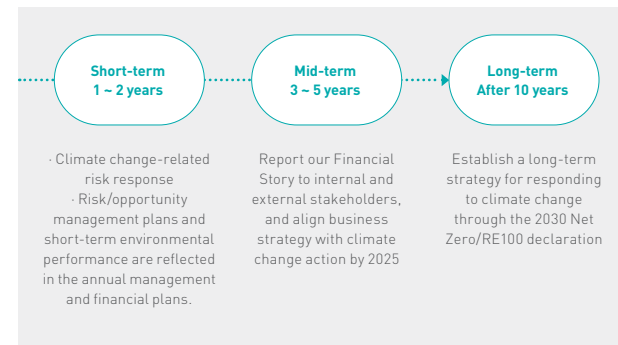 Short-term
1 ~ 2 years
Mid-term
3 ~ 5 years
Long-term
After 10 years
· Climate change-related
risk response
· Risk/opportunity
management plans and
short-term environmental
performance are reflected
in the annual management
and financial plans.
Report our Financial
Story to internal and
external stakeholders,
and align business
strategy with climate
change action by 2025
Establish a long-term
strategy for responding
to climate change
through the 2030 Net
Zero/RE100 declaration